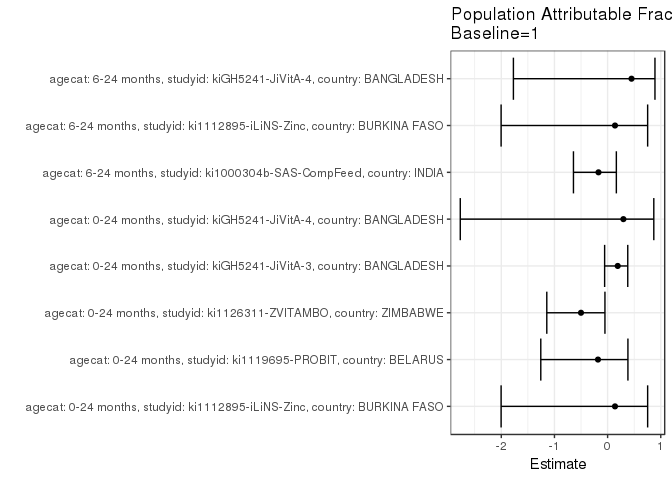 Population Attributable Frac
Baseline=1
agecat: 6-24 months, studyid: kiGH5241-JiVitA-4, country: BANGLADESH
agecat: 6-24 months, studyid: ki1112895-iLiNS-Zinc, country: BURKINA FASO
agecat: 6-24 months, studyid: ki1000304b-SAS-CompFeed, country: INDIA
agecat: 0-24 months, studyid: kiGH5241-JiVitA-4, country: BANGLADESH
agecat: 0-24 months, studyid: kiGH5241-JiVitA-3, country: BANGLADESH
agecat: 0-24 months, studyid: ki1126311-ZVITAMBO, country: ZIMBABWE
agecat: 0-24 months, studyid: ki1119695-PROBIT, country: BELARUS
agecat: 0-24 months, studyid: ki1112895-iLiNS-Zinc, country: BURKINA FASO
-2 -1 0 1
Estimate